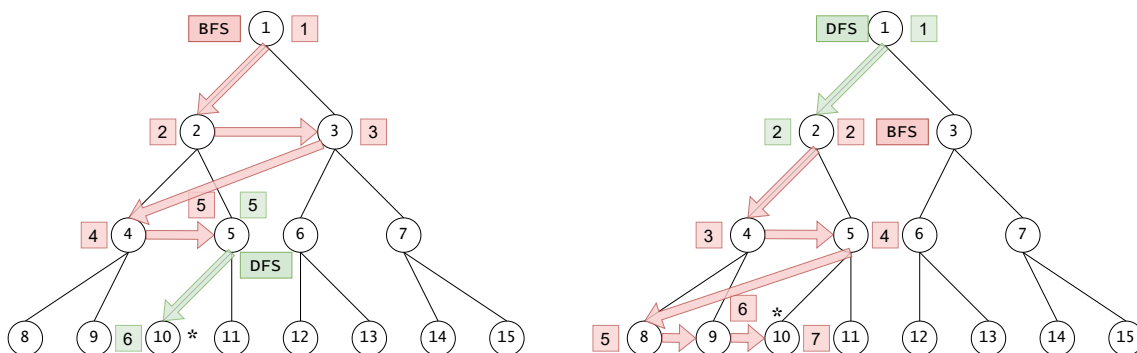 BFS 1 1
2 2 3 3
5 5
4 4 5 6 7
DFS
8 9 6 10 * 11 12 13 14 15
DFS 1 1
2 2 2 BFS 3
3 4 5 4 6 7
6 *
5 8 9 10 7 11 12 13 14 15